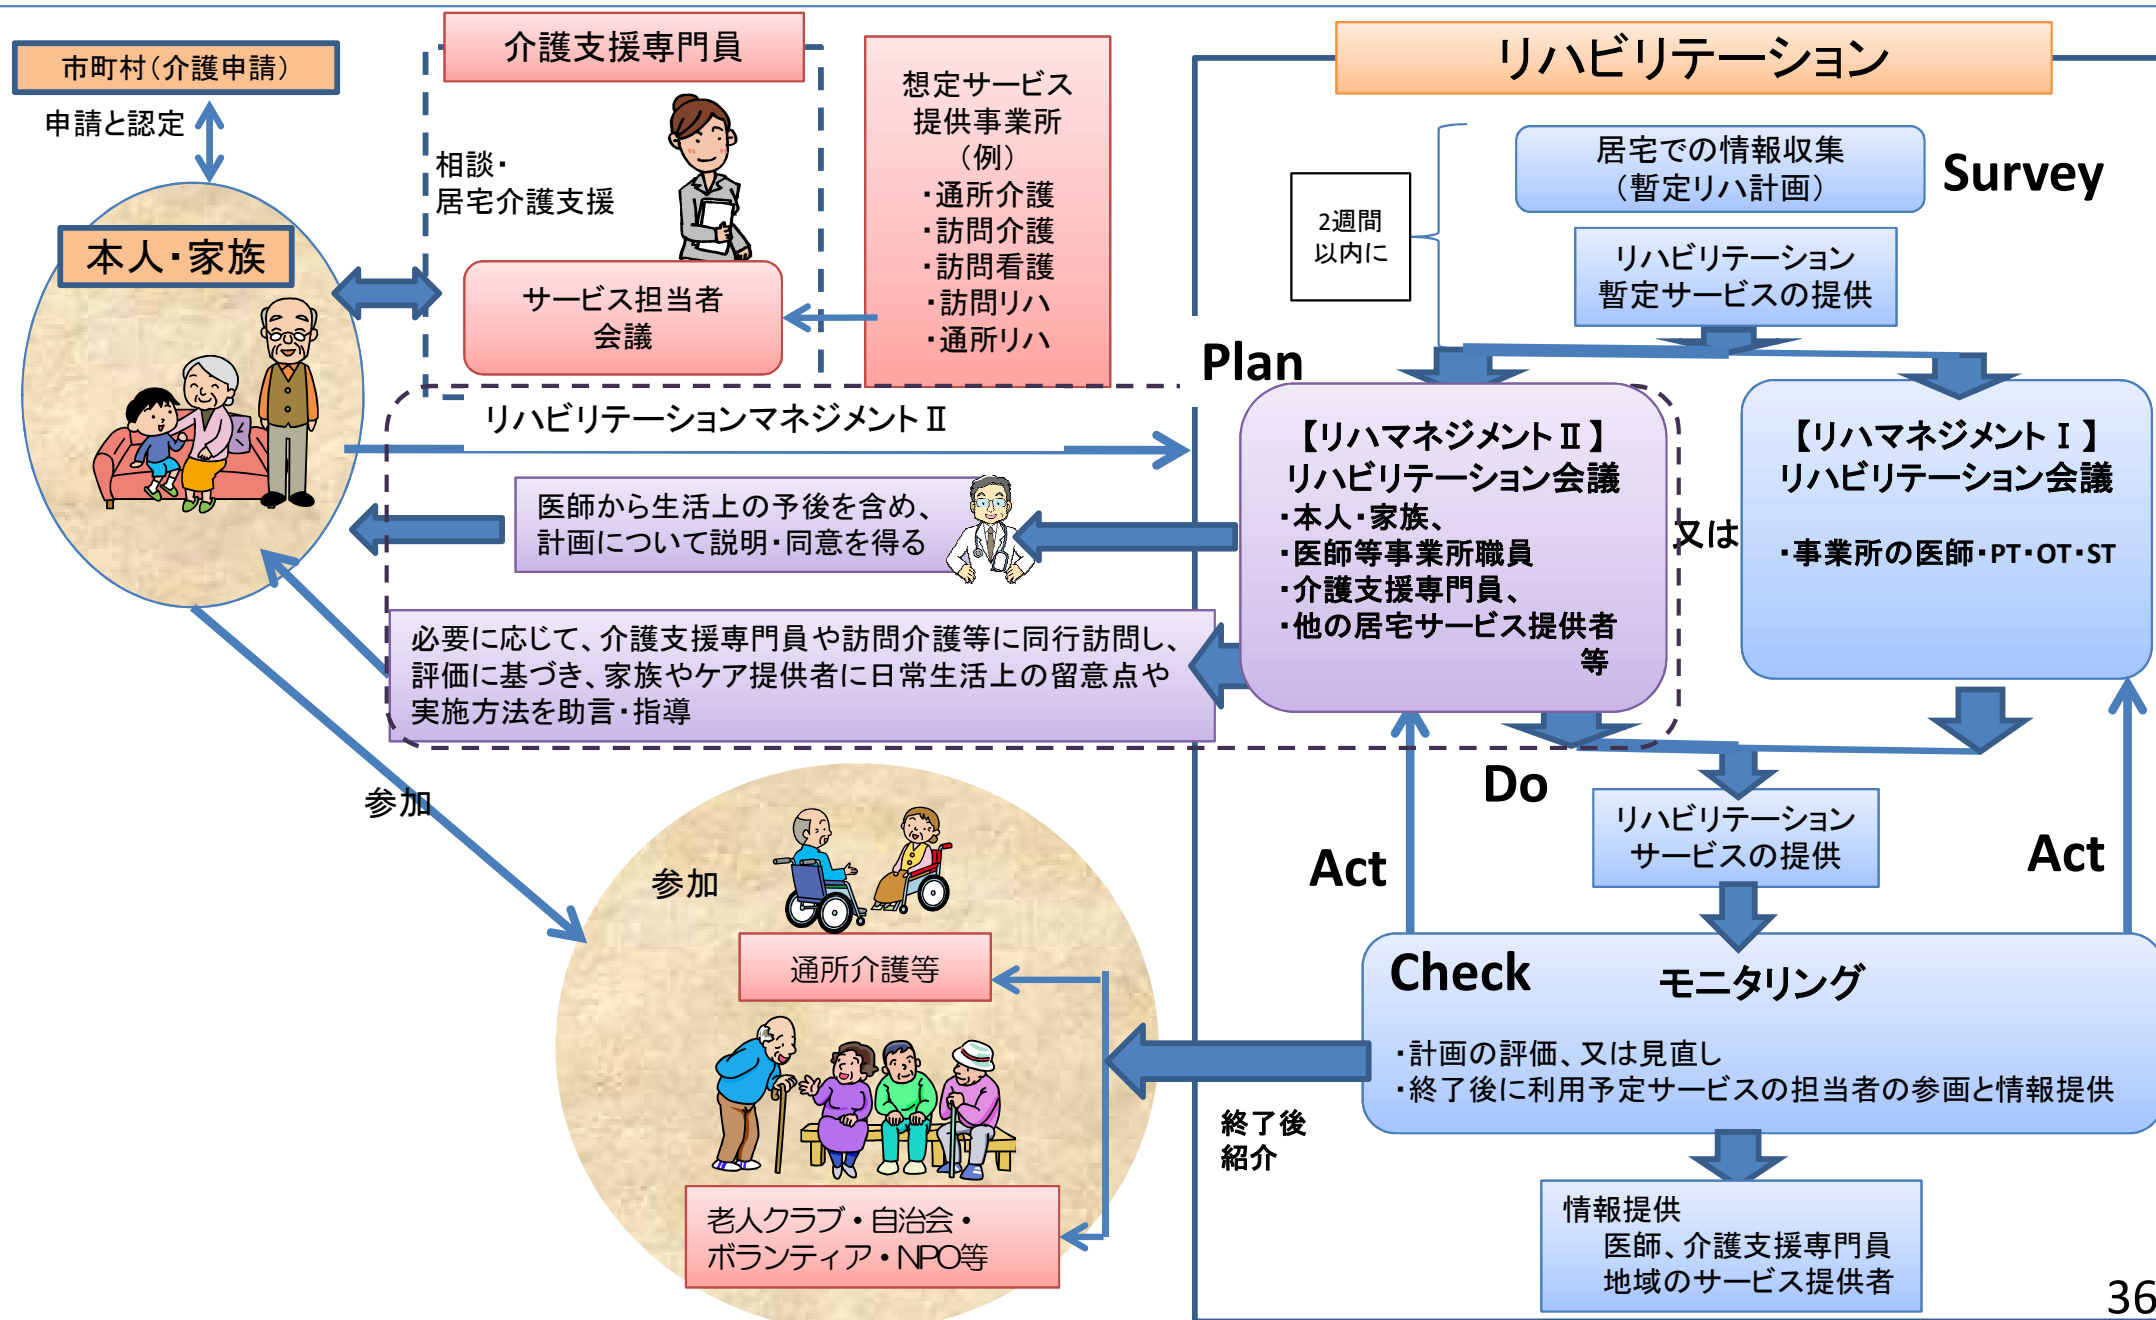 市町村(介護申請)
申請と認定
本人・家族
介護支援専門員
相談・
居宅介護支援
サービス担当者
会議
想定サービス
提供事業所
(例)
・通所介護
・訪問介護
・訪問看護
・訪問リハ
・通所リハ
リハビリテーション
居宅での情報収集
(暫定リハ計画)
Survey
2週間
以内に
リハビリテーション
暫定サービスの提供
Plan
リハビリテーションマネジメントⅡ
【リハマネジメントⅡ】
リハビリテーション会議
・本人・家族、
・医師等事業所職員
・介護支援専門員、
・他の居宅サービス提供者
等
又は
【リハマネジメントⅠ】
リハビリテーション会議
・事業所の医師・PT・OT・ST
医師から生活上の予後を含め、
計画について説明・同意を得る
必要に応じて、介護支援専門員や訪問介護等に同行訪問し、
評価に基づき、家族やケア提供者に日常生活上の留意点や
実施方法を助言・指導
Do
リハビリテーション
サービスの提供
Act
Act
参加
参加
通所介護等
老人クラブ・自治会・
ボランティア・NPO等
Check
モニタリング
・計画の評価、又は見直し
・終了後に利用予定サービスの担当者の参画と情報提供
終了後
紹介
情報提供
医師、介護支援専門員
地域のサービス提供者
36